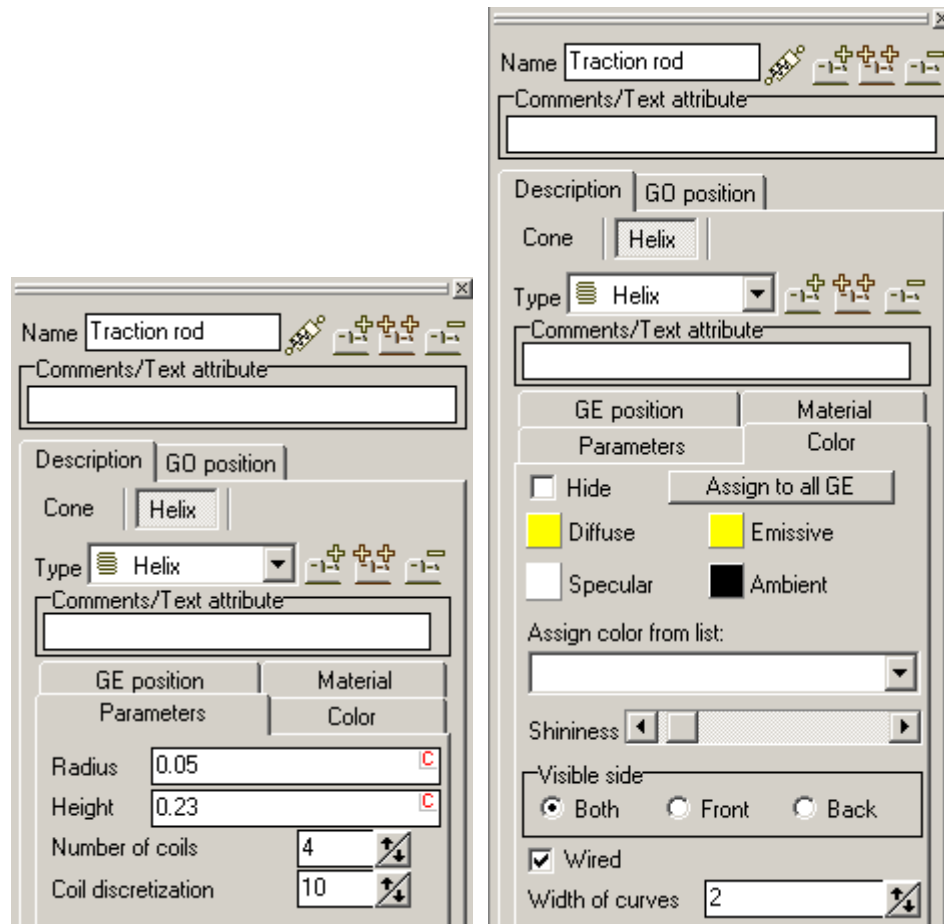 Name Traction rod
Comments/Text attribute
Description GO position
Cone Helix
Type Helix
Comments/Text attribute
GE position Material
Parameters Color
Radius 0.05 C
Height 0.23 C
Number of coils 4
Coil discretization 10
Name Traction rod
Comments/Text attribute
Description GO position
Cone Helix
Type Helix
Comments/Text attribute
GE position Material
Parameters Color
Hide Assign to all GE
Diffuse Emissive
Specular Ambient
Assign color from list:
Shininess
Visible side
Both Front Back
Wired
Width of curves 2